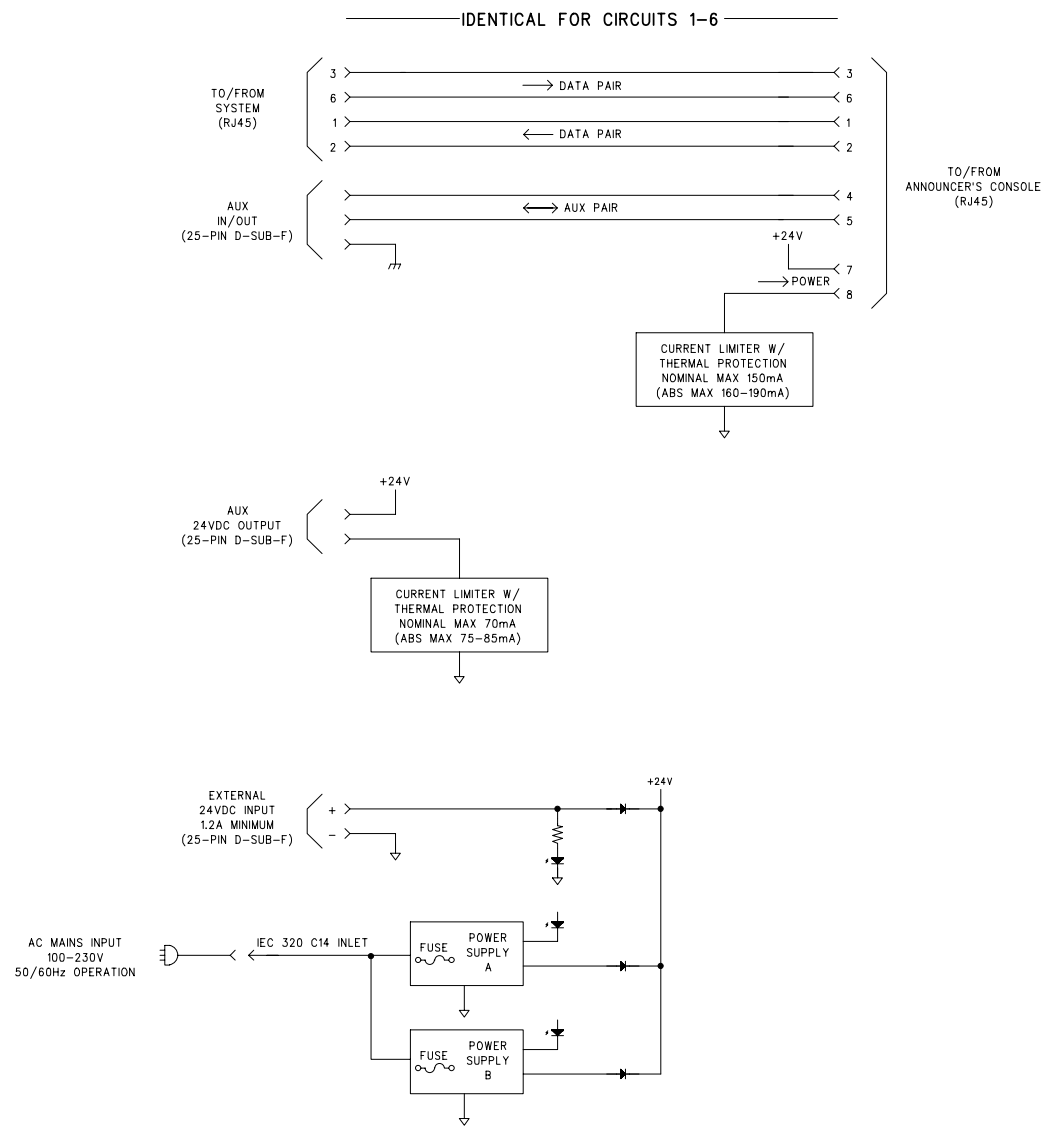 IDENTICAL FOR CIRCUITS 1-6
TO/FROM
SYSTEM
(RJ45)
3
6
1
2
DATA PAIR
DATA PAIR
3
6
1
2
AUX
IN/OUT
(25-PIN D-SUB-F)
AUX PAIR
4
5
+24V
7
POWER
8
TO/FROM
ANNOUNCER'S CONSOLE
(RJ45)
CURRENT LIMITER W/
THERMAL PROTECTION
NOMINAL MAX 150mA
(ABS MAX 160-190mA)
AUX
24VDC OUTPUT
(25-PIN D-SUB-F)
+24V
CURRENT LIMITER W/
THERMAL PROTECTION
NOMINAL MAX 70mA
(ABS MAX 75-85mA)
EXTERNAL
24VDC INPUT
1.2A MINIMUM
(25-PIN D-SUB-F)
+
-
+24V
AC MAINS INPUT
100-230V
50/60Hz OPERATION
IEC 320 C14 INLET
FUSE
POWER
SUPPLY
A
FUSE
POWER
SUPPLY
B